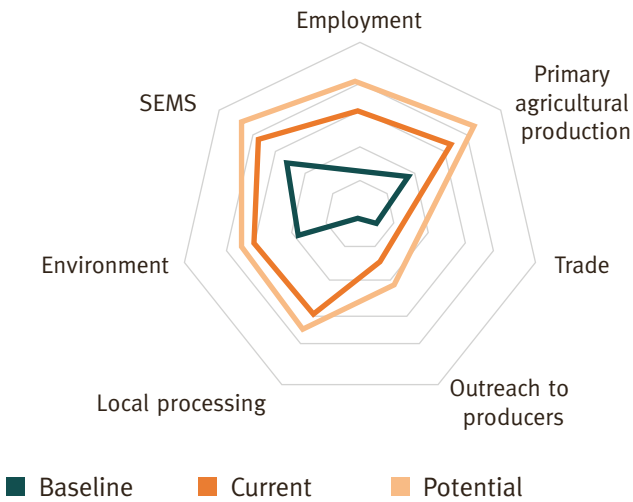 Employment
Primary
agricultural
production
SEMS
Trade
Environment
Outreach to
producers
Local processing
Baseline
Current
Potential